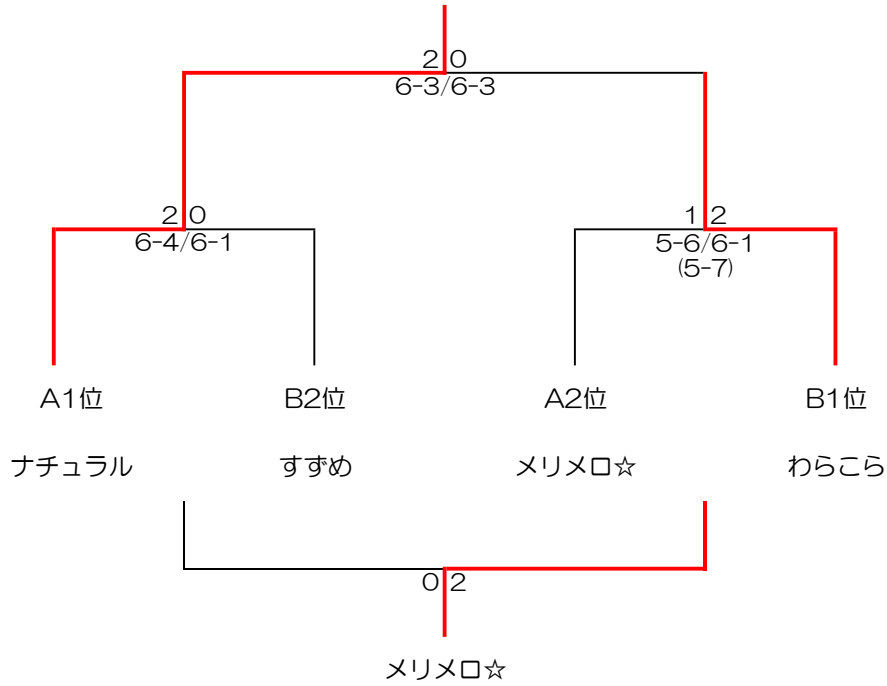 2 0
6-3/6-3
2 0
6-4/6-1
1 2
5-6/6-1
(5-7)
A1位 B2位 A2位 B1位
ナチュラル すずめ メリメロ☆ わらこら
0 2
メリメロ☆